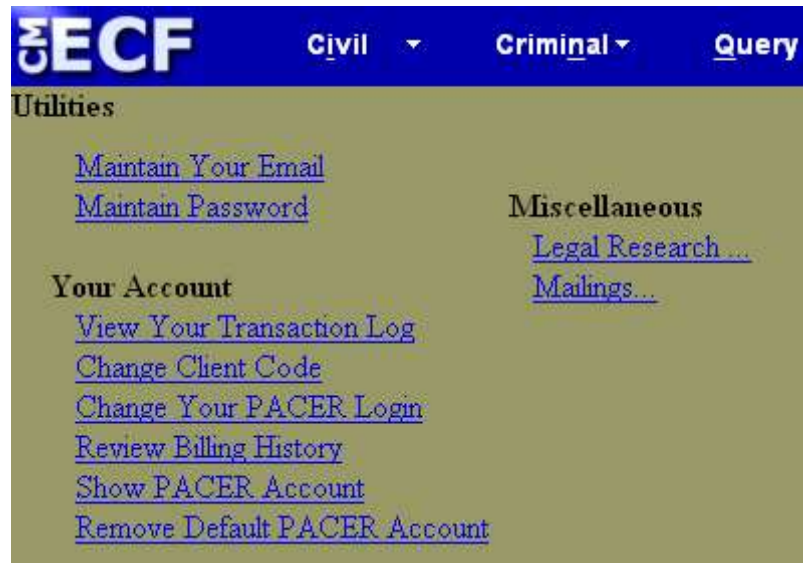 CM ECF Civil Criminal Query
Utilities
Maintain Your Email
Maintain Password
Miscellaneous
Legal Research ...
Mailings...
Your Account
View Your Transaction Log
Change Client Code
Change Your PACER Login
Review Billing History
Show PACER Account
Remove Default PACER Account